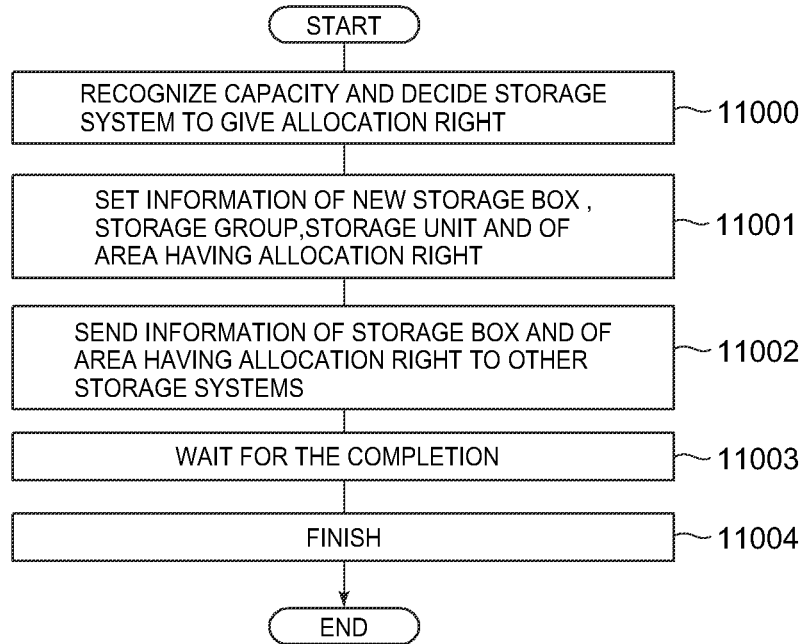 START
RECOGNIZE CAPACITY AND DECIDE STORAGE
SYSTEM TO GIVE ALLOCATION RIGHT
11000
SET INFORMATION OF NEW STORAGE BOX ,
STORAGE GROUP,STORAGE UNIT AND OF
AREA HAVING ALLOCATION RIGHT
11001
SEND INFORMATION OF STORAGE BOX AND OF
AREA HAVING ALLOCATION RIGHT TO OTHER
STORAGE SYSTEMS
11002
WAIT FOR THE COMPLETION
11003
FINISH
11004
END